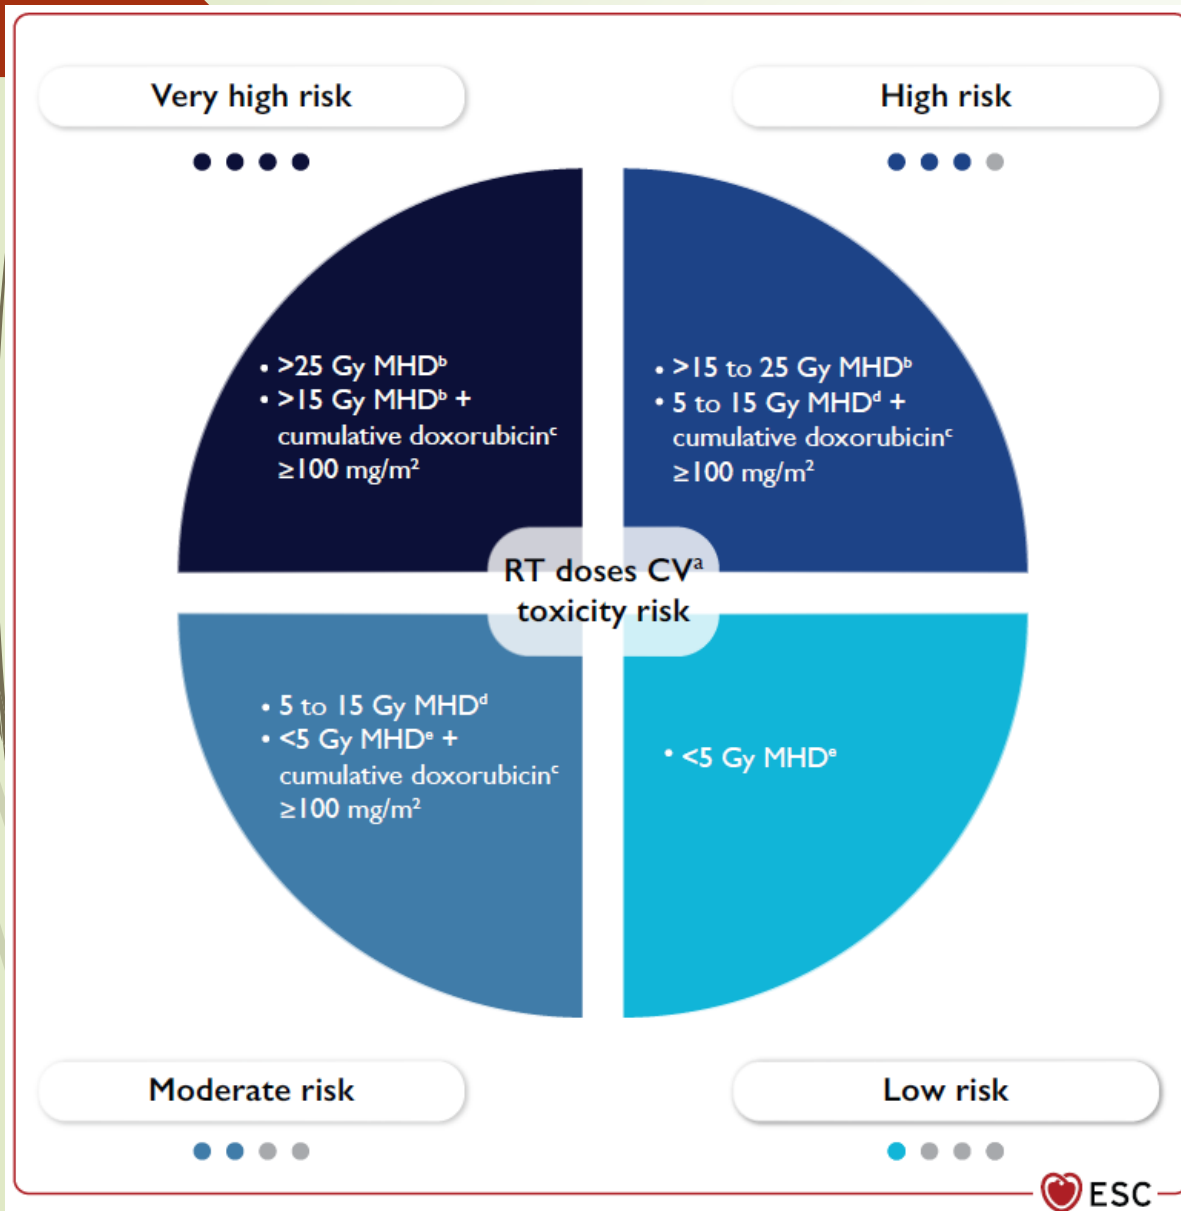 Very high risk
High risk
• >25 Gy MHDᵇ
• >15 Gy MHDᵇ +
cumulative doxorubicinᶜ
≥100 mg/m²
• >15 to 25 Gy MHDᵇ
• 5 to 15 Gy MHDᵈ +
cumulative doxorubicinᶜ
≥100 mg/m²
RT doses CVᵃ
toxicity risk
• 5 to 15 Gy MHDᵈ
• <5 Gy MHDᵉ +
cumulative doxorubicinᶜ
≥100 mg/m²
• <5 Gy MHDᵉ
Moderate risk
Low risk
ESC